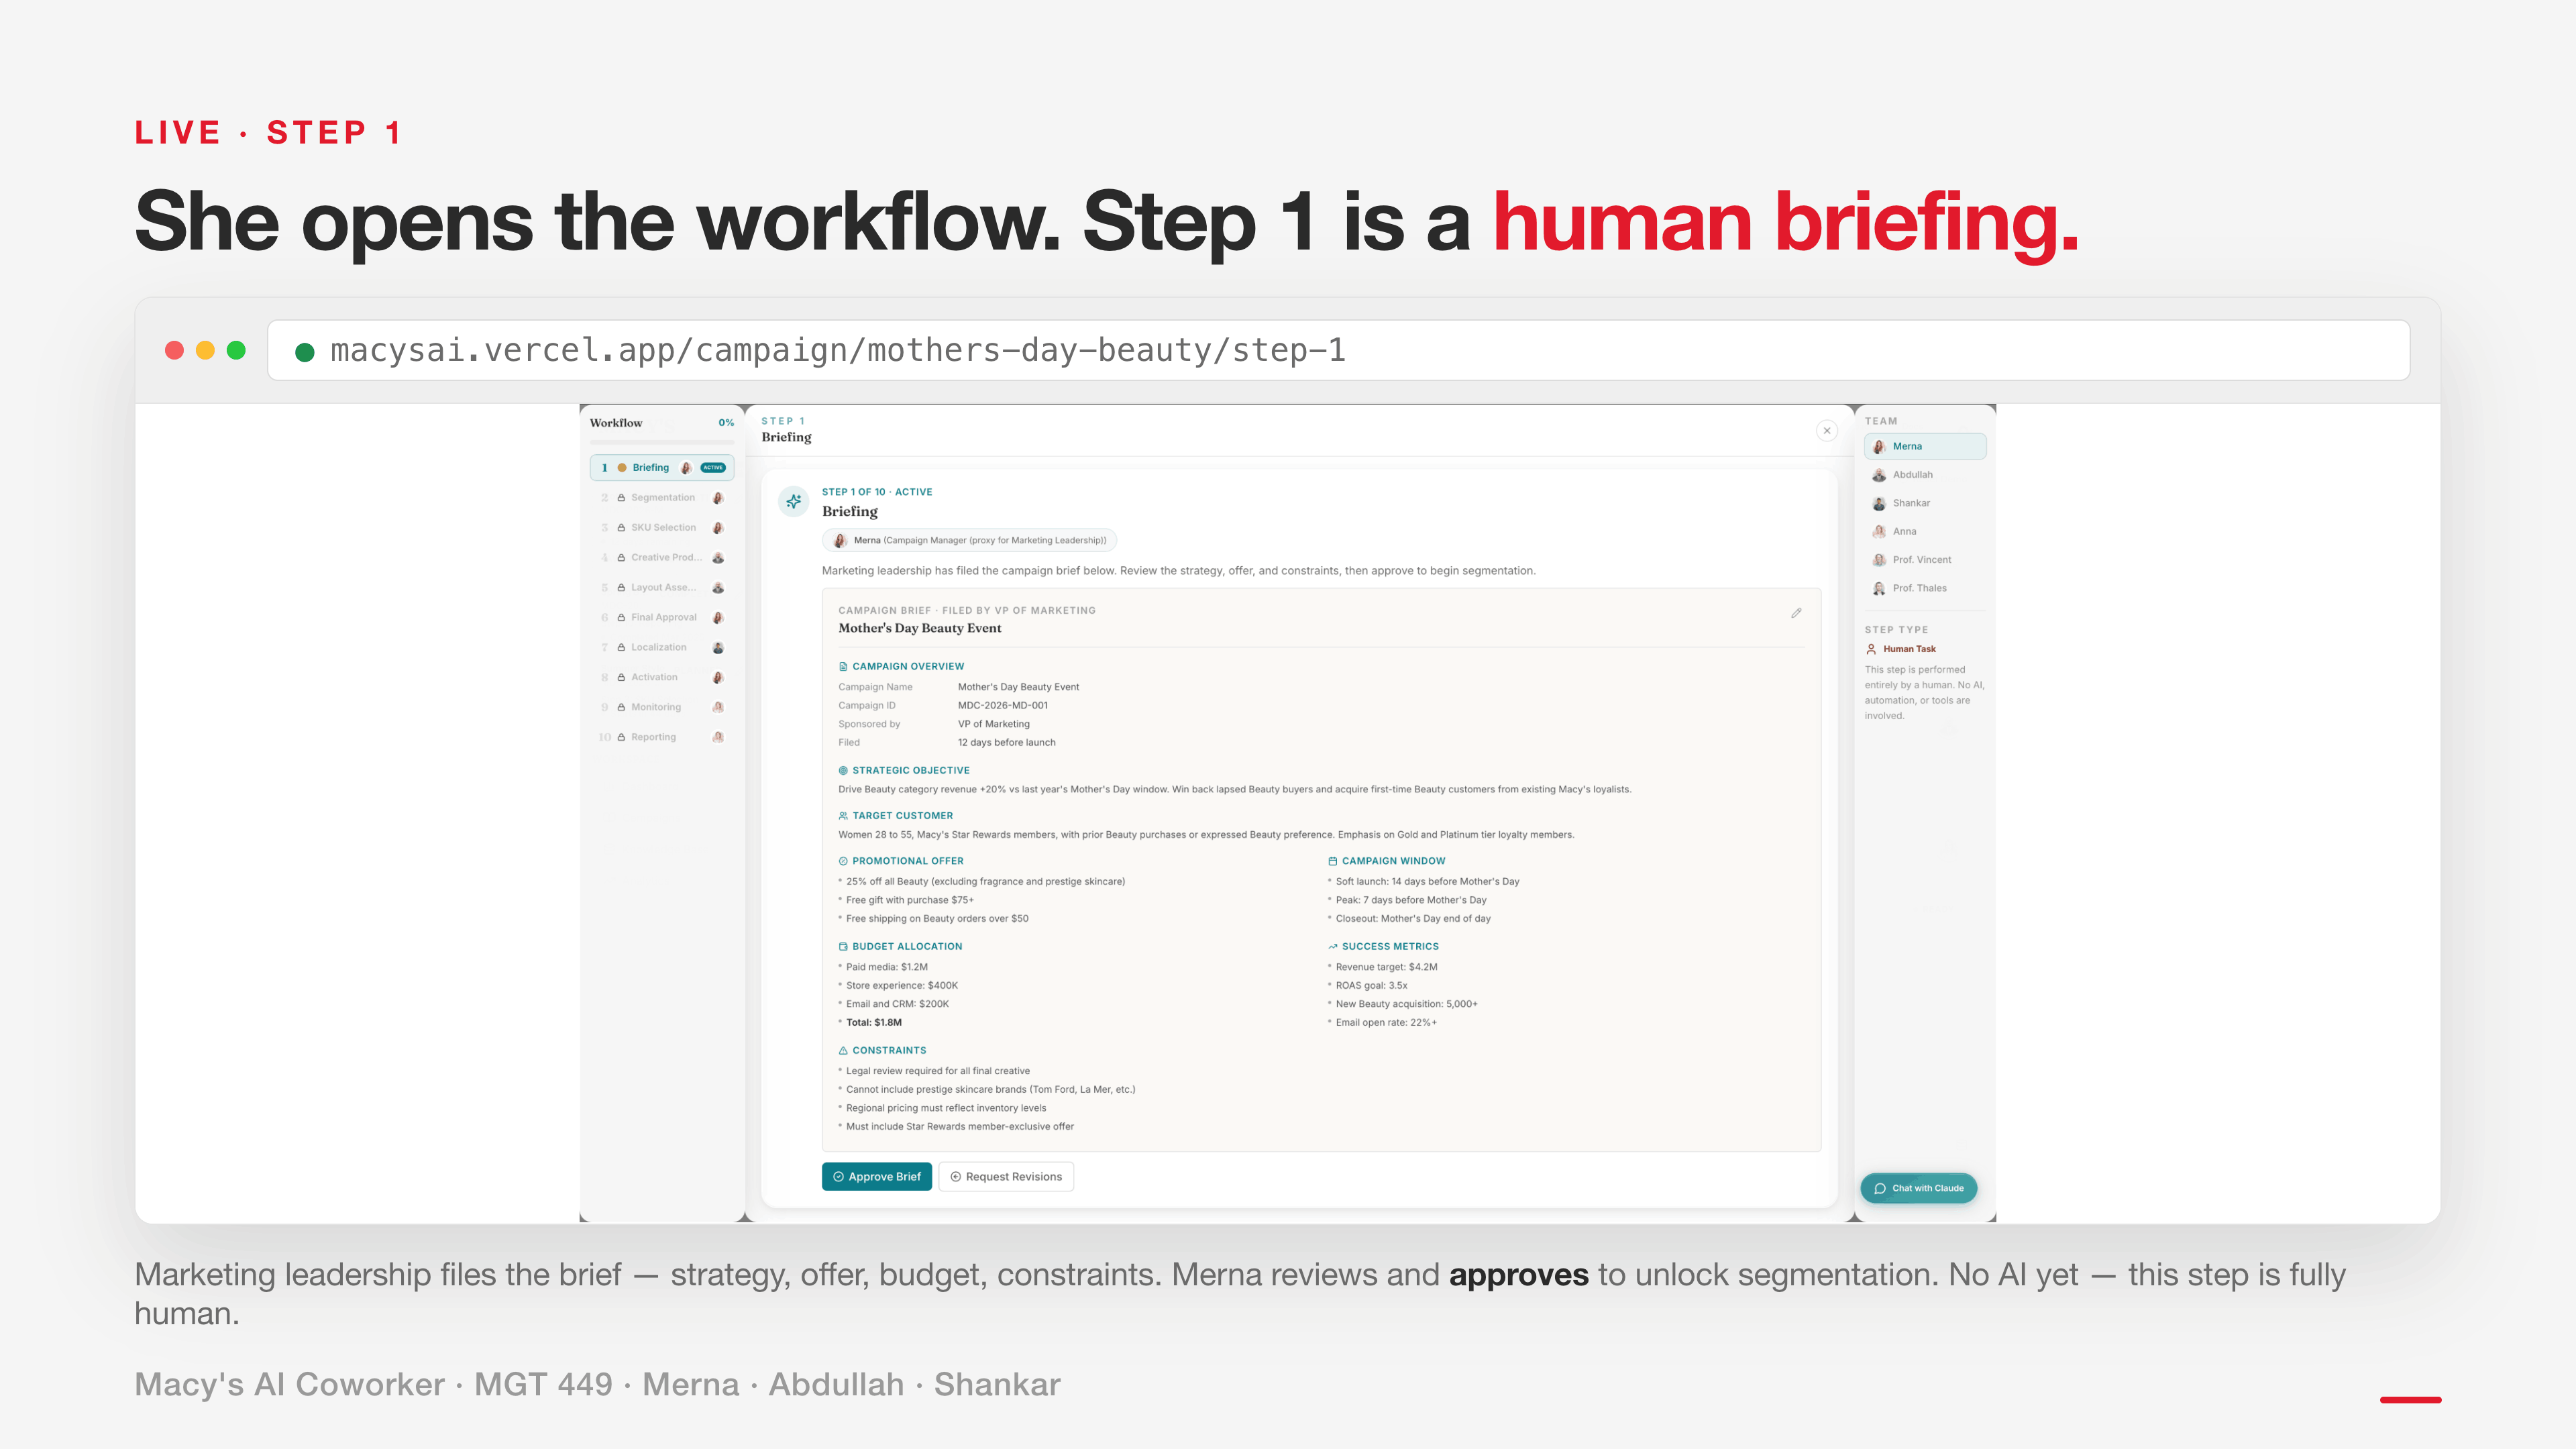 LIVE · STEP 1
She opens the workflow. Step 1 is a human briefing.
macysai.vercel.app/campaign/mothers-day-beauty/step-1
Workflow 0%
1 Briefing ACTIVE
2 Segmentation
3 SKU Selection
4 Creative Prod...
5 Layout Asse...
6 Final Approval
7 Localization
8 Activation
9 Monitoring
10 Reporting
STEP 1
Briefing
STEP 1 OF 10 · ACTIVE
Briefing
Merna (Campaign Manager (proxy for Marketing Leadership))
Marketing leadership has filed the campaign brief below. Review the strategy, offer, and constraints, then approve to begin segmentation.
CAMPAIGN BRIEF · FILED BY VP OF MARKETING
Mother's Day Beauty Event
CAMPAIGN OVERVIEW
Campaign Name Mother's Day Beauty Event
Campaign ID MDC-2026-MD-001
Sponsored by VP of Marketing
Filed 12 days before launch
STRATEGIC OBJECTIVE
Drive Beauty category revenue +20% vs last year's Mother's Day window. Win back lapsed Beauty buyers and acquire first-time Beauty customers from existing Macy's loyalists.
TARGET CUSTOMER
Women 28 to 55, Macy's Star Rewards members, with prior Beauty purchases or expressed Beauty preference. Emphasis on Gold and Platinum tier loyalty members.
PROMOTIONAL OFFER
* 25% off all Beauty (excluding fragrance and prestige skincare)
* Free gift with purchase $75+
* Free shipping on Beauty orders over $50
CAMPAIGN WINDOW
* Soft launch: 14 days before Mother's Day
* Peak: 7 days before Mother's Day
* Closeout: Mother's Day end of day
BUDGET ALLOCATION
* Paid media: $1.2M
* Store experience: $400K
* Email and CRM: $200K
* Total: $1.8M
SUCCESS METRICS
* Revenue target: $4.2M
* ROAS goal: 3.5x
* New Beauty acquisition: 5,000+
* Email open rate: 22%+
CONSTRAINTS
* Legal review required for all final creative
* Cannot include prestige skincare brands (Tom Ford, La Mer, etc.)
* Regional pricing must reflect inventory levels
* Must include Star Rewards member-exclusive offer
Approve Brief
Request Revisions
TEAM
Merna
Abdullah
Shankar
Anna
Prof. Vincent
Prof. Thales
STEP TYPE
Human Task
This step is performed
entirely by a human. No AI,
automation, or tools are
involved.
Chat with Claude
Marketing leadership files the brief — strategy, offer, budget, constraints. Merna reviews and approves to unlock segmentation. No AI yet — this step is fully
human.
Macy's AI Coworker · MGT 449 · Merna · Abdullah · Shankar